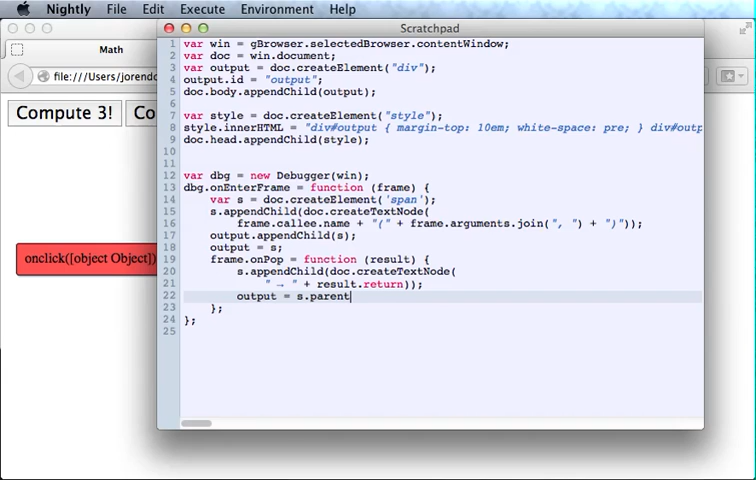 Nightly File Edit Execute Environment Help
Scratchpad
Math
file:///Users/jorendo
Compute 3! Co
onclick([object Object])
1 var win = gBrowser.selectedBrowser.contentWindow;
2 var doc = win.document;
3 var output = doc.createElement("div");
4 output.id = "output";
5 doc.body.appendChild(output);
6
7 var style = doc.createElement("style");
8 style.innerHTML = "div#output { margin-top: 10em; white-space: pre; } div#outp
9 doc.head.appendChild(style);
10
11
12 var dbg = new Debugger(win);
13 dbg.onEnterFrame = function (frame) {
14 var s = doc.createElement('span');
15 s.appendChild(doc.createTextNode(
16 frame.callee.name + "(" + frame.arguments.join(", ") + ")"));
17 output.appendChild(s);
18 output = s;
19 frame.onPop = function (result) {
20 s.appendChild(doc.createTextNode(
21 " → " + result.return));
22 output = s.parent
23 };
24 };
25